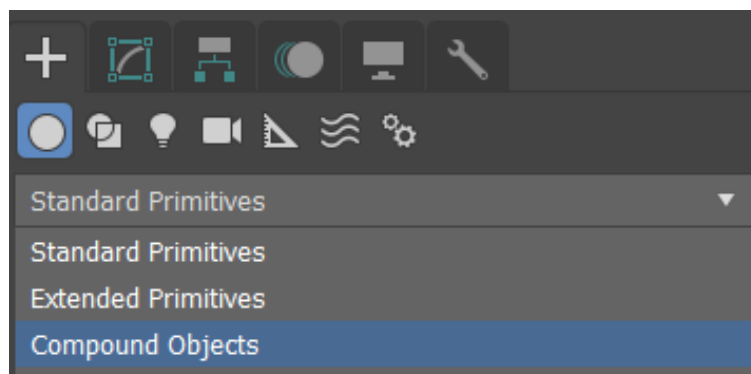 Standard Primitives
Standard Primitives
Extended Primitives
Compound Objects